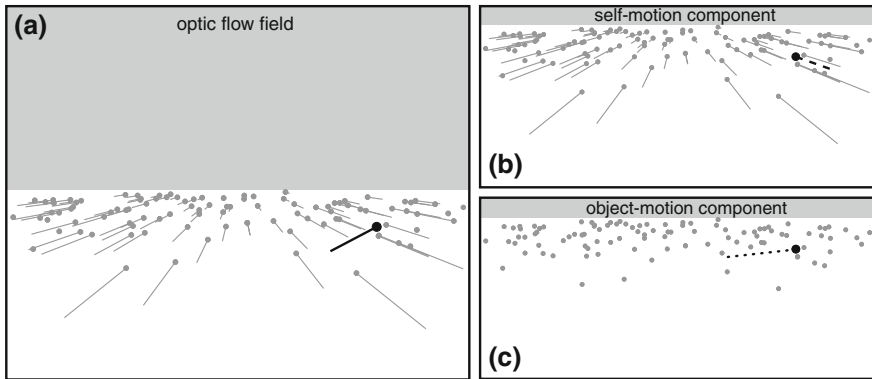 (a)
optic flow field
self-motion component
(b)
object-motion component
(c)